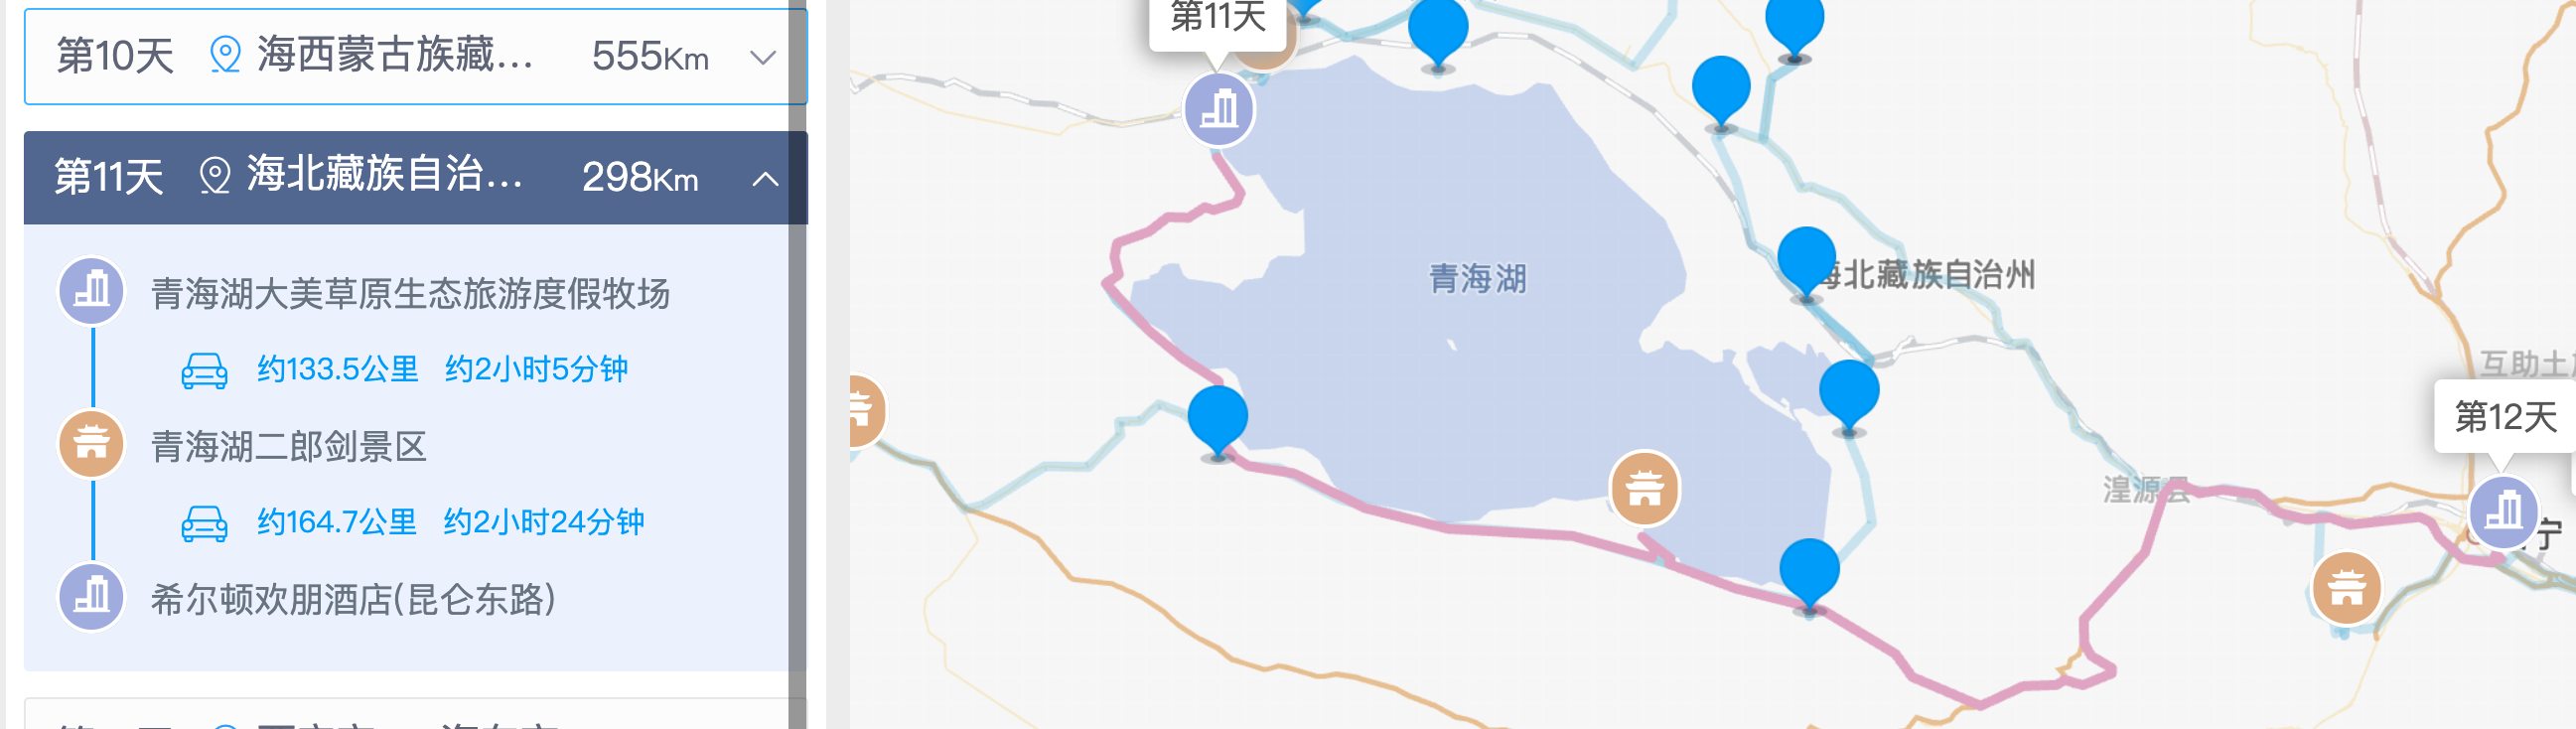 第10天 海西蒙古族藏... 555Km
第11天 海北藏族自治... 298Km
青海湖大美草原生态旅游度假牧场
约133.5公里 约2小时5分钟
青海湖二郎剑景区
约164.7公里 约2小时24分钟
希尔顿欢朋酒店(昆仑东路)
第11天
青海湖
海北藏族自治州
互助土
第12天
湟源县
宁